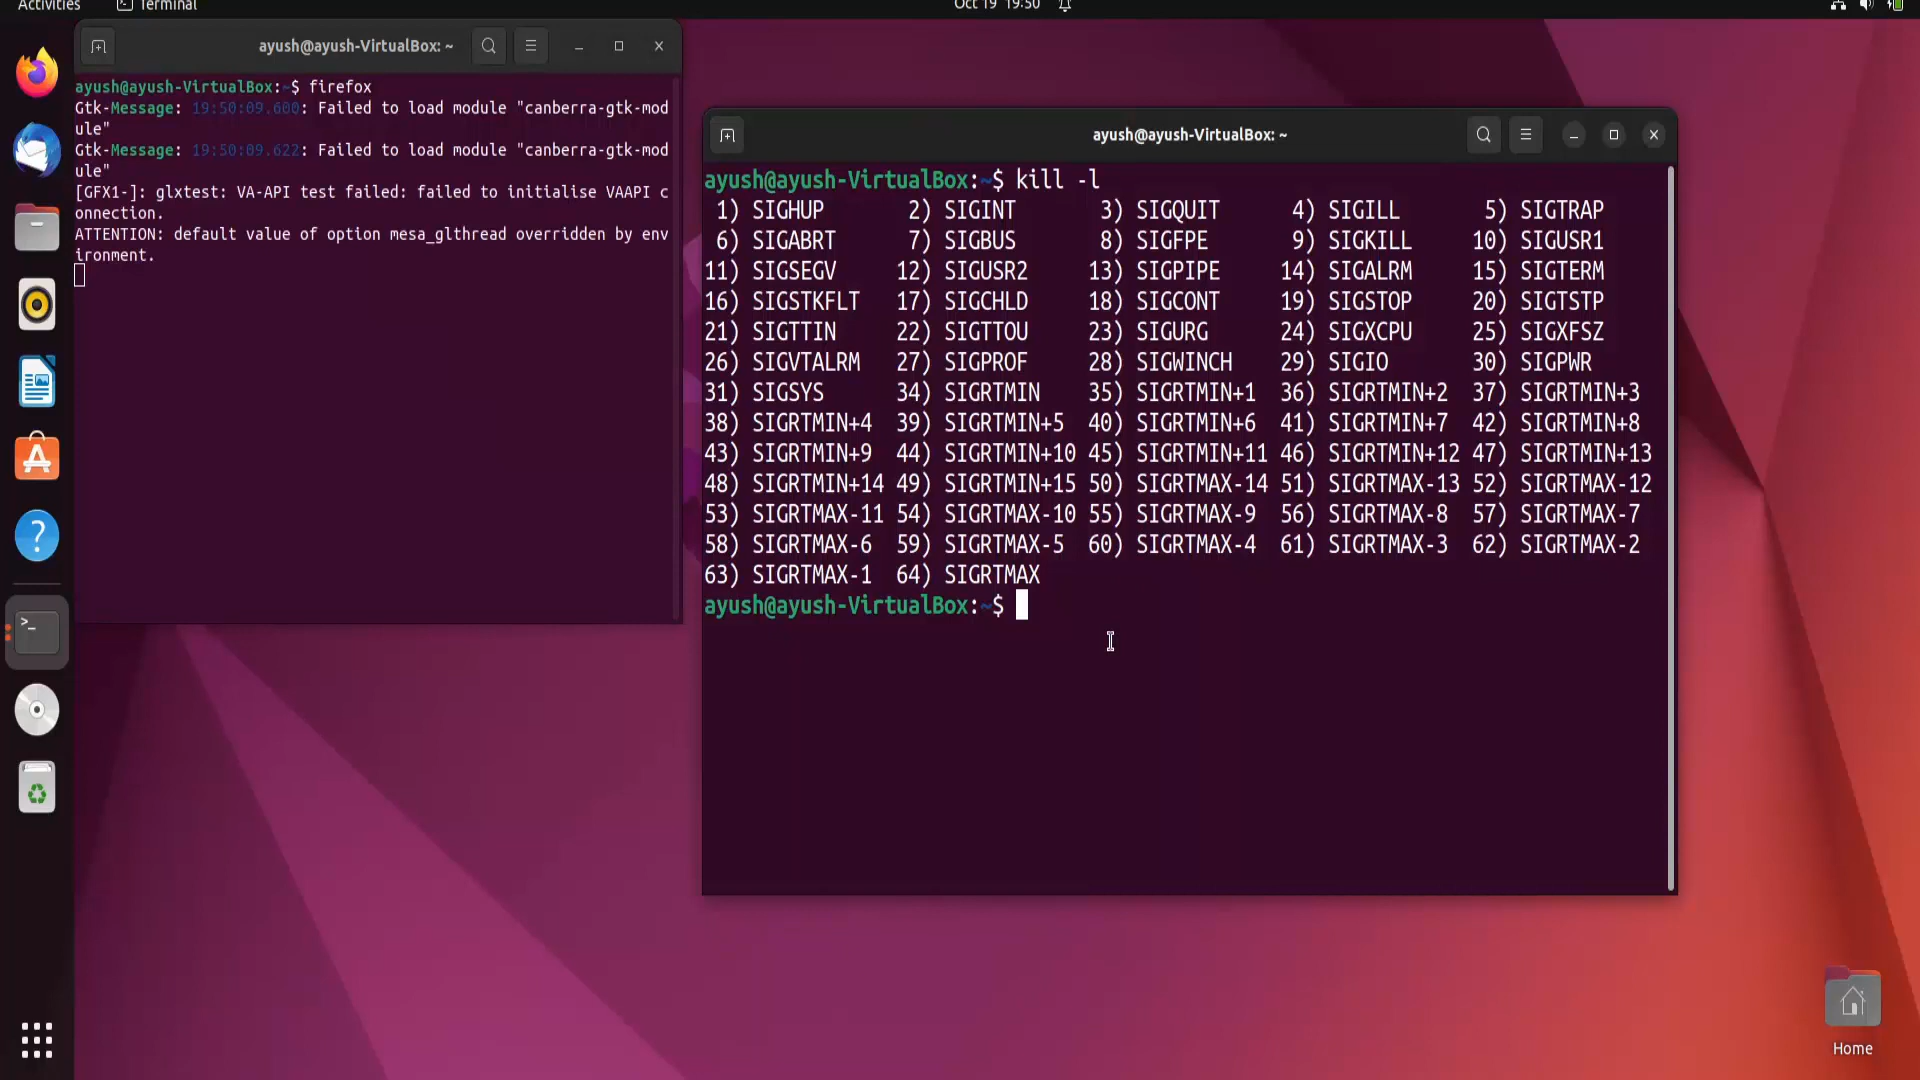 Activities
Terminal
Oct 19 19:50
ayush@ayush-VirtualBox: ~
ayush@ayush-VirtualBox:~$ firefox
Gtk-Message: 19:50:09.600: Failed to load module "canberra-gtk-mod
ule"
Gtk-Message: 19:50:09.622: Failed to load module "canberra-gtk-mod
ule"
[GFX1-]: glxtest: VA-API test failed: failed to initialise VAAPI c
onnection.
ATTENTION: default value of option mesa_glthread overridden by env
ironment.
ayush@ayush-VirtualBox: ~
ayush@ayush-VirtualBox:~$ kill -l
1) SIGHUP 2) SIGINT 3) SIGQUIT 4) SIGILL 5) SIGTRAP
6) SIGABRT 7) SIGBUS 8) SIGFPE 9) SIGKILL 10) SIGUSR1
11) SIGSEGV 12) SIGUSR2 13) SIGPIPE 14) SIGALRM 15) SIGTERM
16) SIGSTKFLT 17) SIGCHLD 18) SIGCONT 19) SIGSTOP 20) SIGTSTP
21) SIGTTIN 22) SIGTTOU 23) SIGURG 24) SIGXCPU 25) SIGXFSZ
26) SIGVTALRM 27) SIGPROF 28) SIGWINCH 29) SIGIO 30) SIGPWR
31) SIGSYS 34) SIGRTMIN 35) SIGRTMIN+1 36) SIGRTMIN+2 37) SIGRTMIN+3
38) SIGRTMIN+4 39) SIGRTMIN+5 40) SIGRTMIN+6 41) SIGRTMIN+7 42) SIGRTMIN+8
43) SIGRTMIN+9 44) SIGRTMIN+10 45) SIGRTMIN+11 46) SIGRTMIN+12 47) SIGRTMIN+13
48) SIGRTMIN+14 49) SIGRTMIN+15 50) SIGRTMAX-14 51) SIGRTMAX-13 52) SIGRTMAX-12
53) SIGRTMAX-11 54) SIGRTMAX-10 55) SIGRTMAX-9 56) SIGRTMAX-8 57) SIGRTMAX-7
58) SIGRTMAX-6 59) SIGRTMAX-5 60) SIGRTMAX-4 61) SIGRTMAX-3 62) SIGRTMAX-2
63) SIGRTMAX-1 64) SIGRTMAX
ayush@ayush-VirtualBox:~$
Home